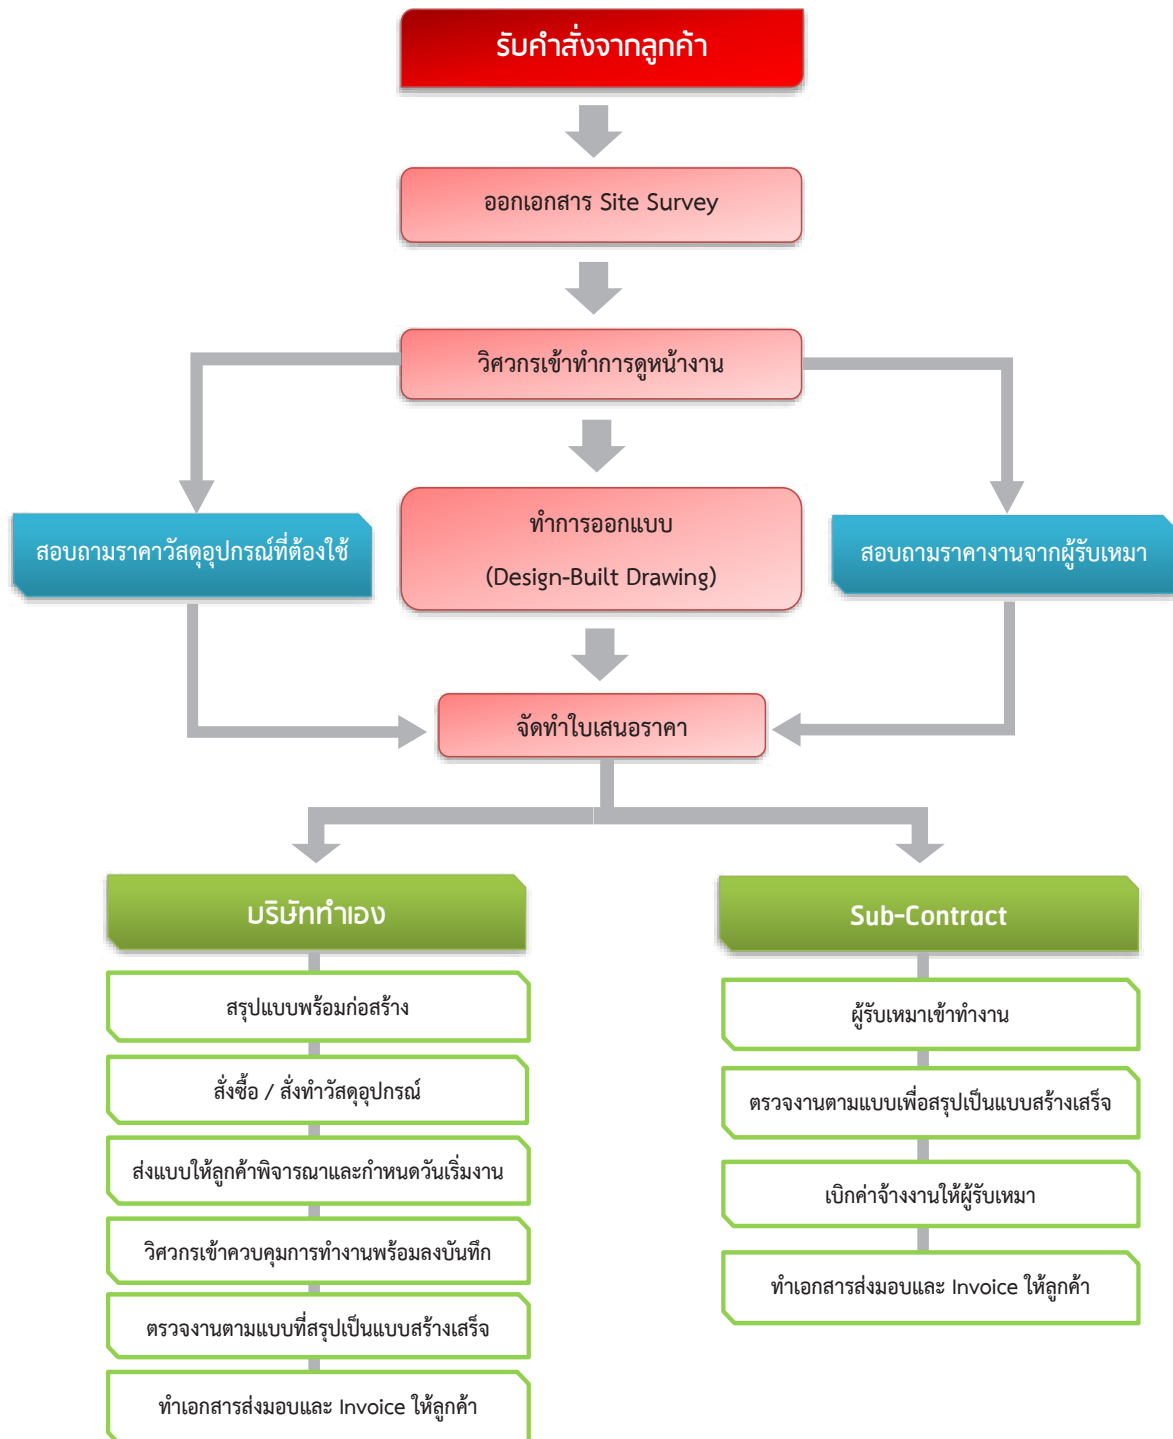 รับคำสั่งจากลูกค้า
ออกเอกสาร Site Survey
วิศวกรเข้าทำการดูหน้างาน
สอบถามราคาวัสดุอุปกรณ์ที่ต้องใช้
ทำการออกแบบ
(Design-Built Drawing)
สอบถามราคางานจากผู้รับเหมา
จัดทำใบเสนอราคา
บริษัททำเอง
สรุปแบบพร้อมก่อสร้าง
สั่งซื้อ / สั่งทำวัสดุอุปกรณ์
ส่งแบบให้ลูกค้าพิจารณาและกำหนดวันเริ่มงาน
วิศวกรเข้าควบคุมการทำงานพร้อมลงบันทึก
ตรวจงานตามแบบที่สรุปเป็นแบบสร้างเสร็จ
ทำเอกสารส่งมอบและ Invoice ให้ลูกค้า
Sub-Contract
ผู้รับเหมาเข้าทำงาน
ตรวจงานตามแบบเพื่อสรุปเป็นแบบสร้างเสร็จ
เบิกค่าจ้างงานให้ผู้รับเหมา
ทำเอกสารส่งมอบและ Invoice ให้ลูกค้า